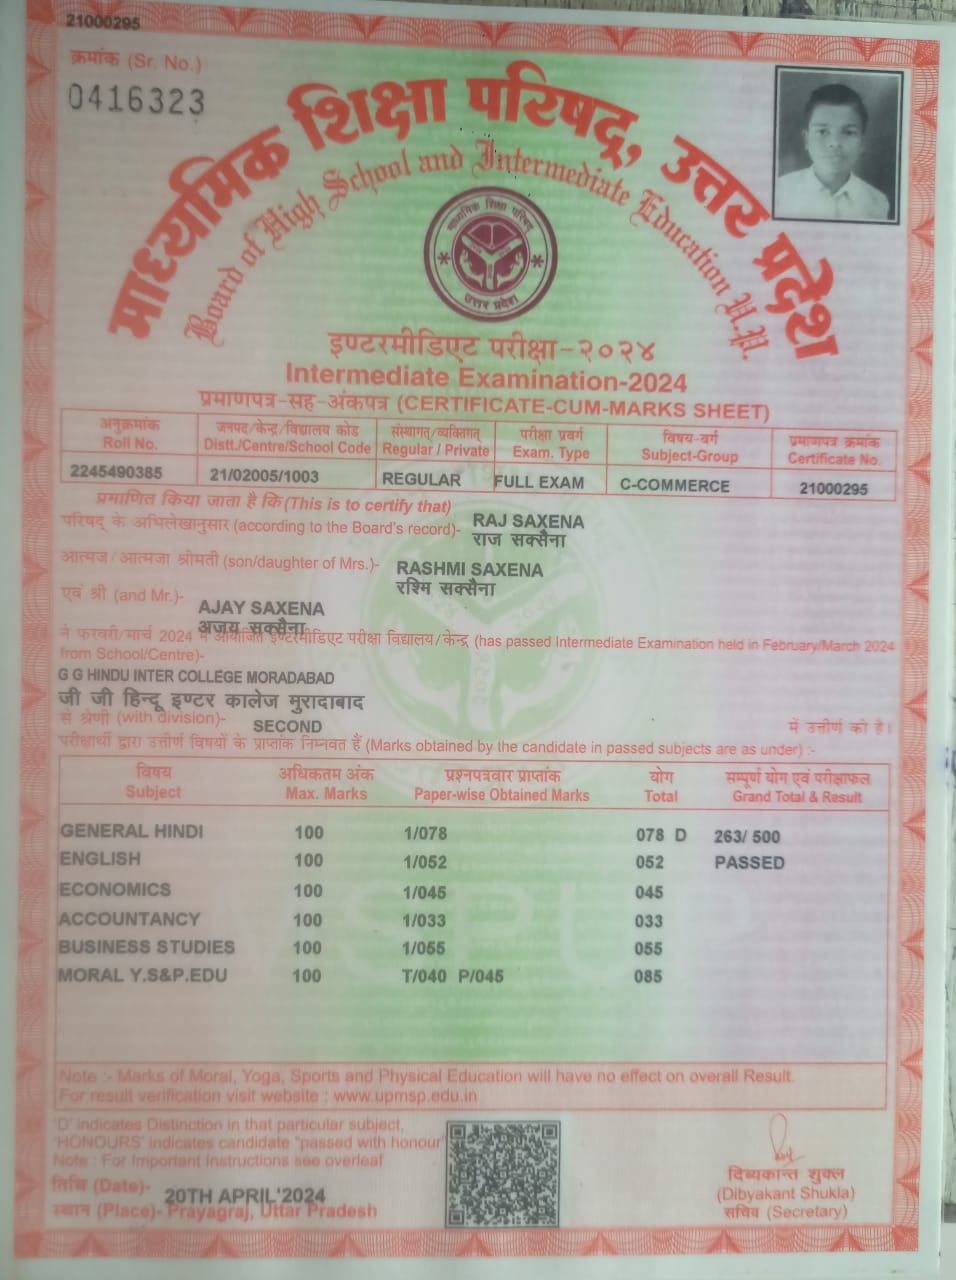 21000295
क्रमांक (Sr. No.)
0416323
माध्यमिक शिक्षा परिषद्, उत्तर प्रदेश
Board of High School and Intermediate Education U.P.
माध्यमिक शिक्षा परिषद्
उत्तर प्रदेश
इण्टरमीडिएट परीक्षा-२०२४
Intermediate Examination-2024
प्रमाणपत्र-सह-अंकपत्र (CERTIFICATE-CUM-MARKS SHEET)
अनुक्रमांक जनपद/केन्द्र/विद्यालय कोड संस्थागत/व्यक्तिगत परीक्षा प्रवर्ग विषय-वर्ग प्रमाणपत्र क्रमांक
Roll No. Distt./Centre/School Code Regular / Private Exam. Type Subject-Group Certificate No.
2245490385 21/02005/1003 REGULAR FULL EXAM C-COMMERCE 21000295
प्रमाणित किया जाता है कि (This is to certify that)
परिषद् के अभिलेखानुसार (according to the Board's record)- RAJ SAXENA
राज सक्सैना
आत्मज/आत्मजा श्रीमती (son/daughter of Mrs.)- RASHMI SAXENA
रश्मि सक्सैना
एवं श्री (and Mr.)- AJAY SAXENA
अजय सक्सैना
ने फरवरी/मार्च 2024 में आयोजित इण्टरमीडिएट परीक्षा विद्यालय/केन्द्र (has passed Intermediate Examination held in February/March 2024
from School/Centre)-
G G HINDU INTER COLLEGE MORADABAD
जी जी हिन्दू इण्टर कालेज मुरादाबाद
से श्रेणी (with division)- SECOND में उत्तीर्ण की है।
परीक्षार्थी द्वारा उत्तीर्ण विषयों के प्राप्तांक निम्नवत हैं (Marks obtained by the candidate in passed subjects are as under) :-
विषय अधिकतम अंक प्रश्नपत्रवार प्राप्तांक योग सम्पूर्ण योग एवं परीक्षाफल
Subject Max. Marks Paper-wise Obtained Marks Total Grand Total & Result
GENERAL HINDI 100 1/078 078 D 263/ 500
ENGLISH 100 1/052 052 PASSED
ECONOMICS 100 1/045 045
ACCOUNTANCY 100 1/033 033
BUSINESS STUDIES 100 1/055 055
MORAL Y.S&P.EDU 100 T/040 P/045 085
Note :- Marks of Moral, Yoga, Sports and Physical Education will have no effect on overall Result.
For result verification visit website : www.upmsp.edu.in
'D' indicates Distinction in that particular subject,
'HONOURS' indicates candidate "passed with honour"
Note : For Important Instructions see overleaf
तिथि (Date)- 20TH APRIL'2024
स्थान (Place)- Prayagraj, Uttar Pradesh
दिब्यकान्त शुक्ल
(Dibyakant Shukla)
सचिव (Secretary)